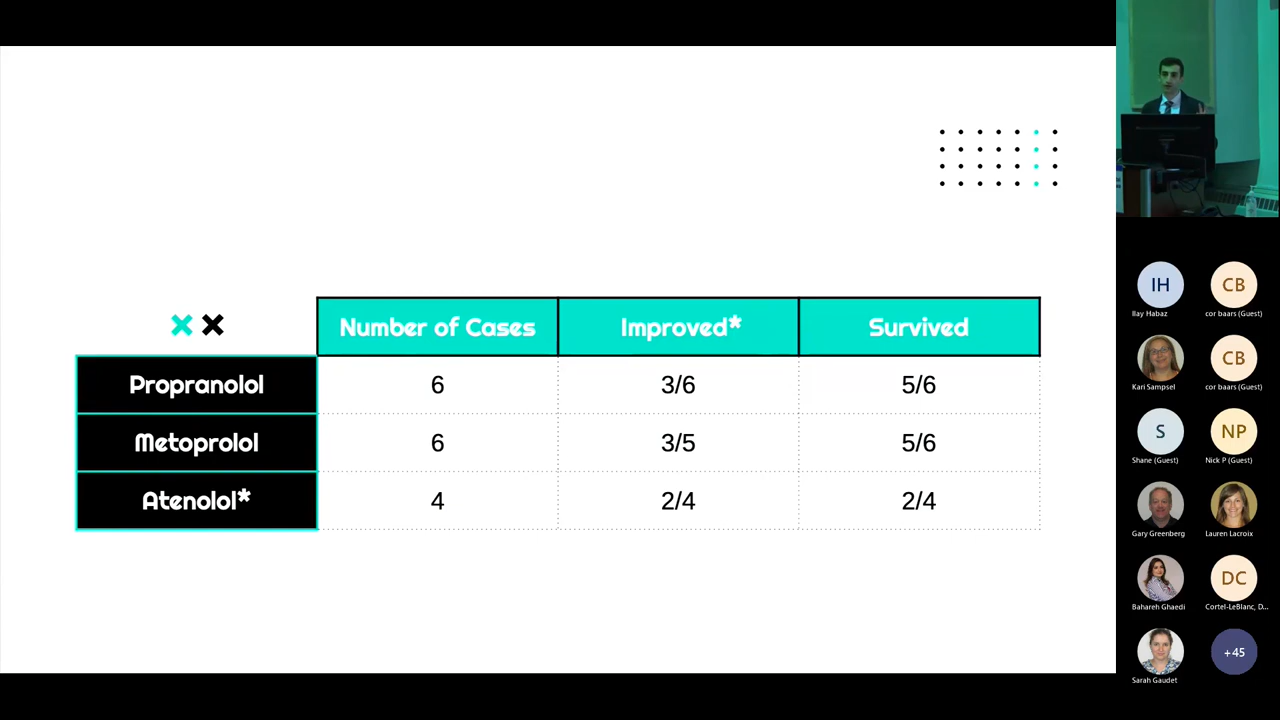 Number of Cases Improved* Survived
Propranolol 6 3/6 5/6
Metoprolol 6 3/5 5/6
Atenolol* 4 2/4 2/4
IH CB
Ilay Habaz cor baars (Guest)
CB
Kari Sampsel cor baars (Guest)
S NP
Shane (Guest) Nick P (Guest)
Gary Greenberg Lauren Lacroix
DC
Bahareh Ghaedi Cortel-LeBlanc, D...
+45
Sarah Gaudet